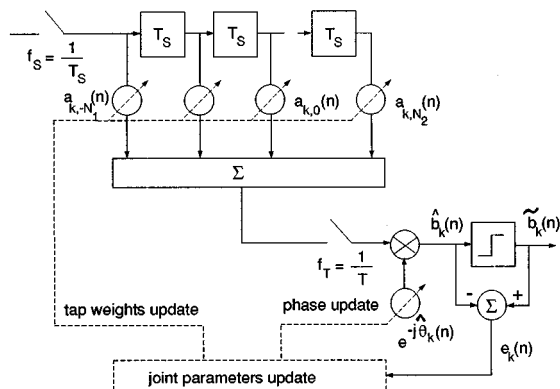 T_S
T_S
T_S
f_S = 1/T_S
a_{k,-N_1}(n)
a_{k,0}(n)
a_{k,N_2}(n)
Σ
f_T = 1/T
b̂_k(n)
b̃_k(n)
-
+
Σ
tap weights update
phase update
e^{-jθ̂_k(n)}
e_k(n)
joint parameters update